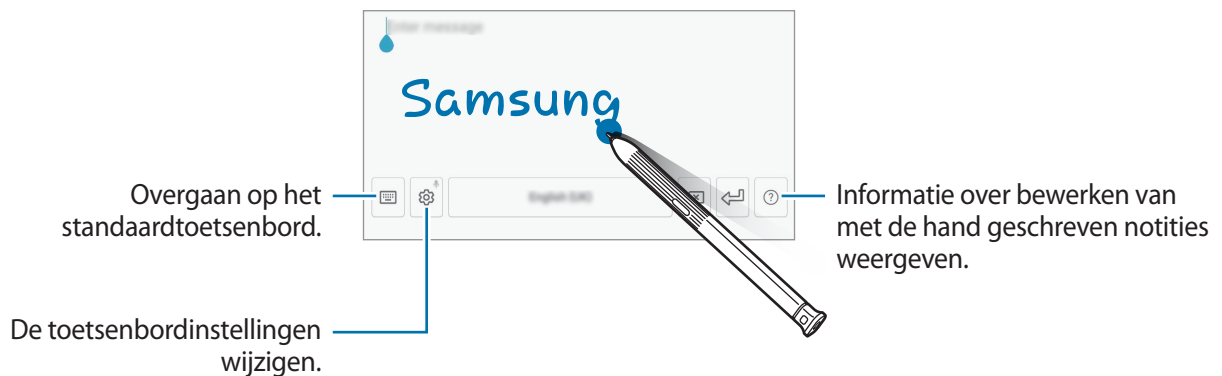 Enter message
Samsung
English (UK)
Overgaan op het
standaardtoetsenbord.
De toetsenbordinstellingen
wijzigen.
Informatie over bewerken van
met de hand geschreven notities
weergeven.